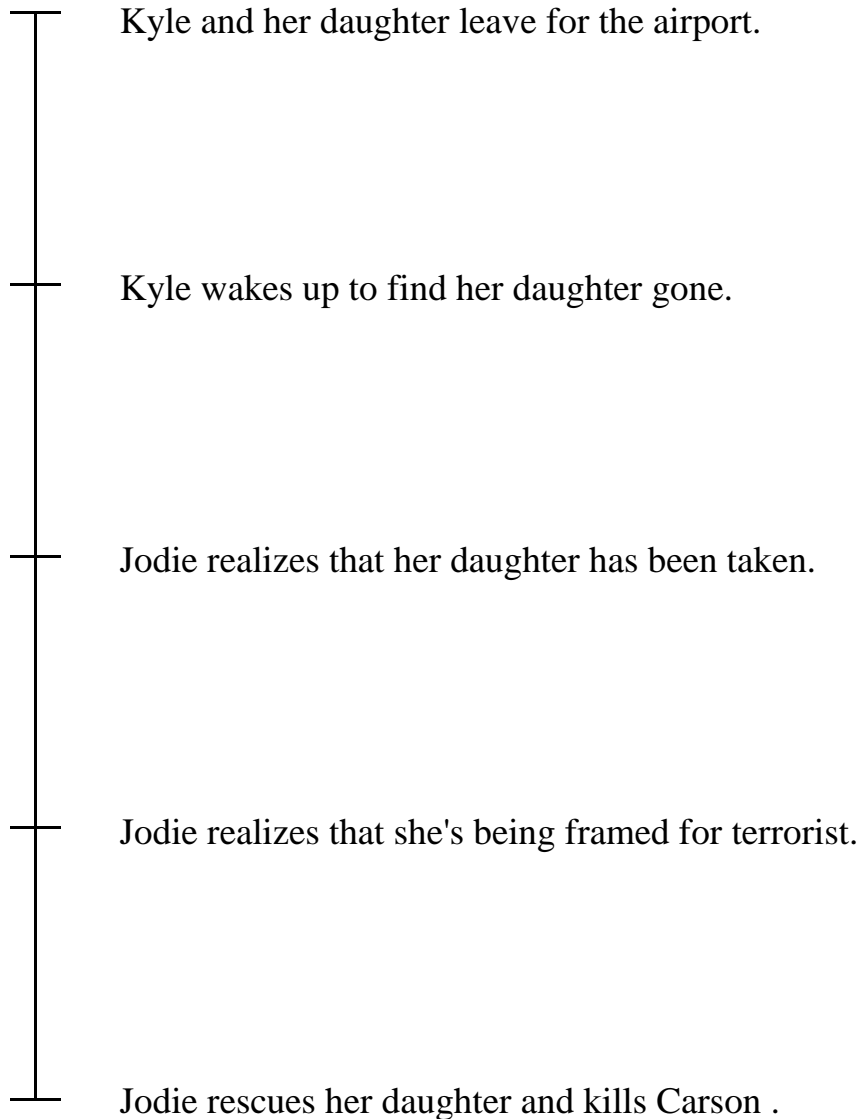 Kyle and her daughter leave for the airport.
Kyle wakes up to find her daughter gone.
Jodie realizes that her daughter has been taken.
Jodie realizes that she's being framed for terrorist.
Jodie rescues her daughter and kills Carson .